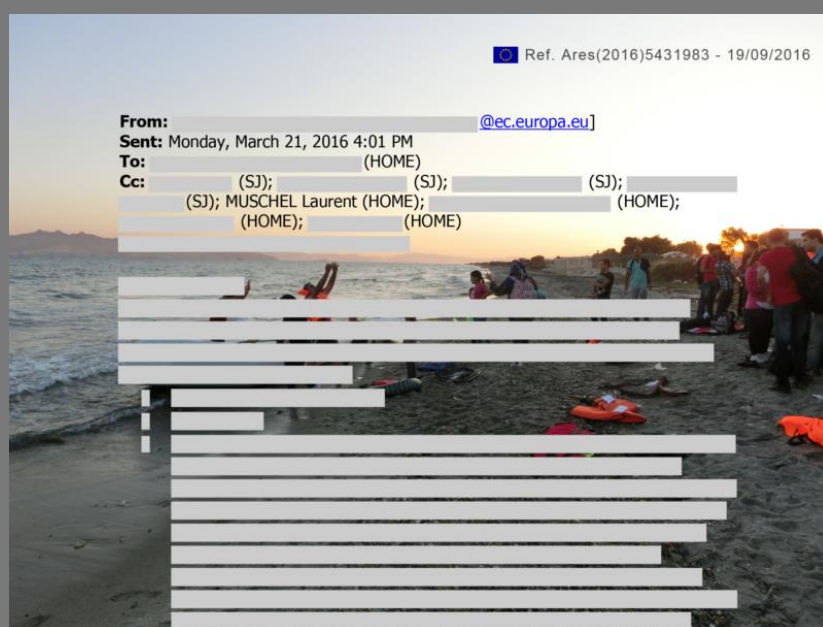 Ref. Ares(2016)5431983 - 19/09/2016
From: @ec.europa.eu]
Sent: Monday, March 21, 2016 4:01 PM
To: (HOME)
Cc: (SJ); (SJ); (SJ);
(SJ); MUSCHEL Laurent (HOME); (HOME);
(HOME); (HOME)